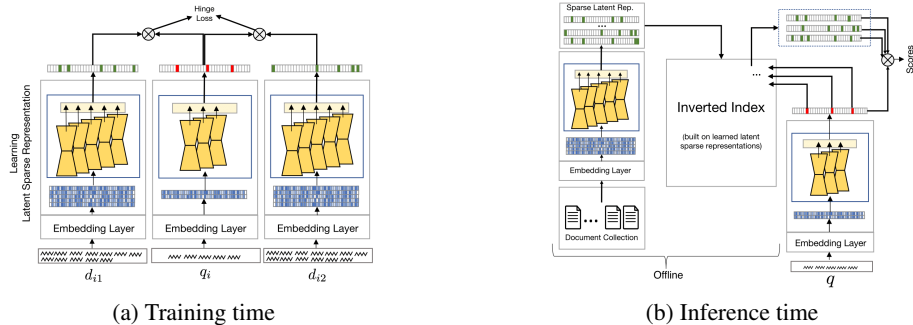 Hinge
Loss
Learning
Latent Sparse Representation
Embedding Layer
Embedding Layer
Embedding Layer
d_{i1}
q_i
d_{i2}
(a) Training time
Sparse Latent Rep.
...
Embedding Layer
...
Document Collection
Offline
Inverted Index
(built on learned latent
sparse representations)
...
Scores
Embedding Layer
q
(b) Inference time